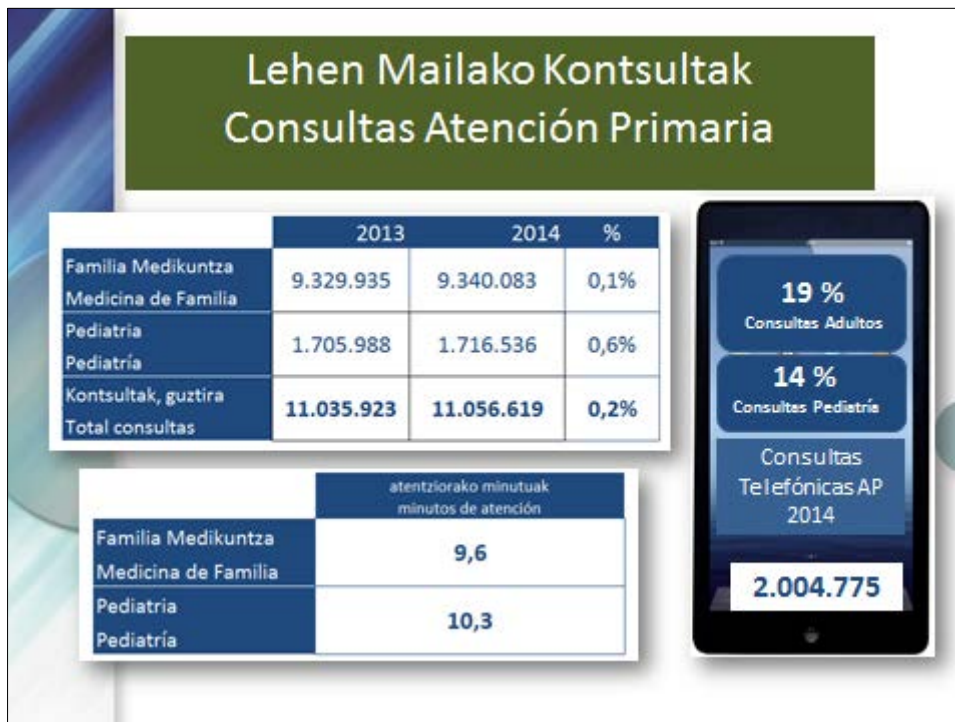 Lehen Mailako Kontsultak
Consultas Atención Primaria
2013 2014 %
Familia Medikuntza
Medicina de Familia
9.329.935 9.340.083 0,1%
Pediatria
Pediatría
1.705.988 1.716.536 0,6%
Kontsultak, guztira
Total consultas
11.035.923 11.056.619 0,2%
atentziorako minutuak
minutos de atención
Familia Medikuntza
Medicina de Familia
9,6
Pediatria
Pediatría
10,3
19 %
Consultas Adultos
14 %
Consultas Pediatría
Consultas
Telefónicas AP
2014
2.004.775